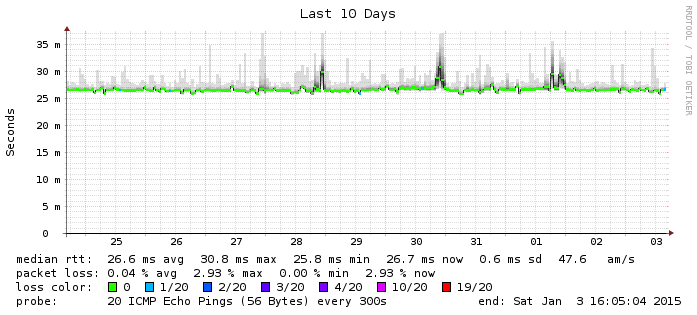 Last 10 Days
RRDTOOL / TOBI OETIKER
Seconds
35 m
30 m
25 m
20 m
15 m
10 m
5 m
0
25 26 27 28 29 30 31 01 02 03
median rtt: 26.6 ms avg 30.8 ms max 25.8 ms min 26.7 ms now 0.6 ms sd 47.6 am/s
packet loss: 0.04 % avg 2.93 % max 0.00 % min 2.93 % now
loss color: 0 1/20 2/20 3/20 4/20 10/20 19/20
probe: 20 ICMP Echo Pings (56 Bytes) every 300s end: Sat Jan 3 16:05:04 2015